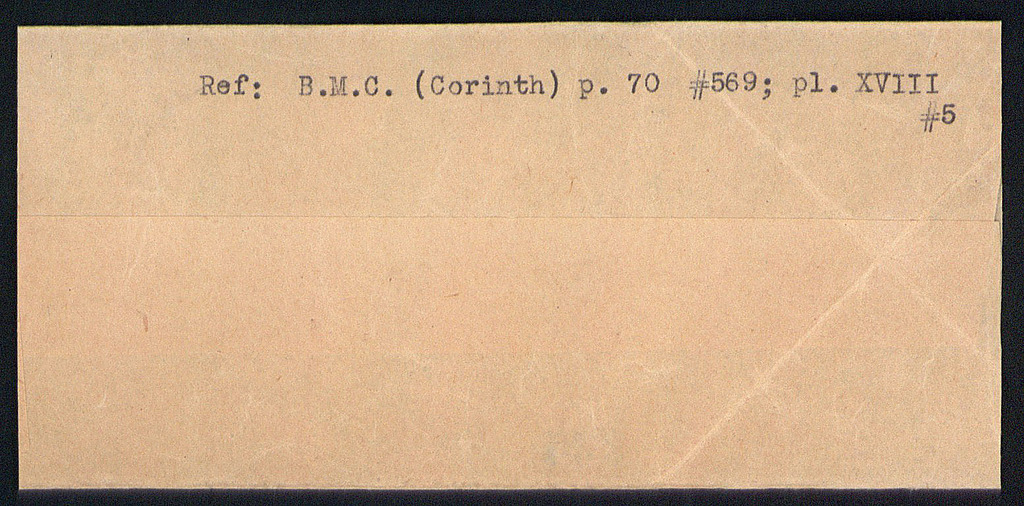 Ref: B.M.C. (Corinth) p. 70 #569; pl. XVIII
#5